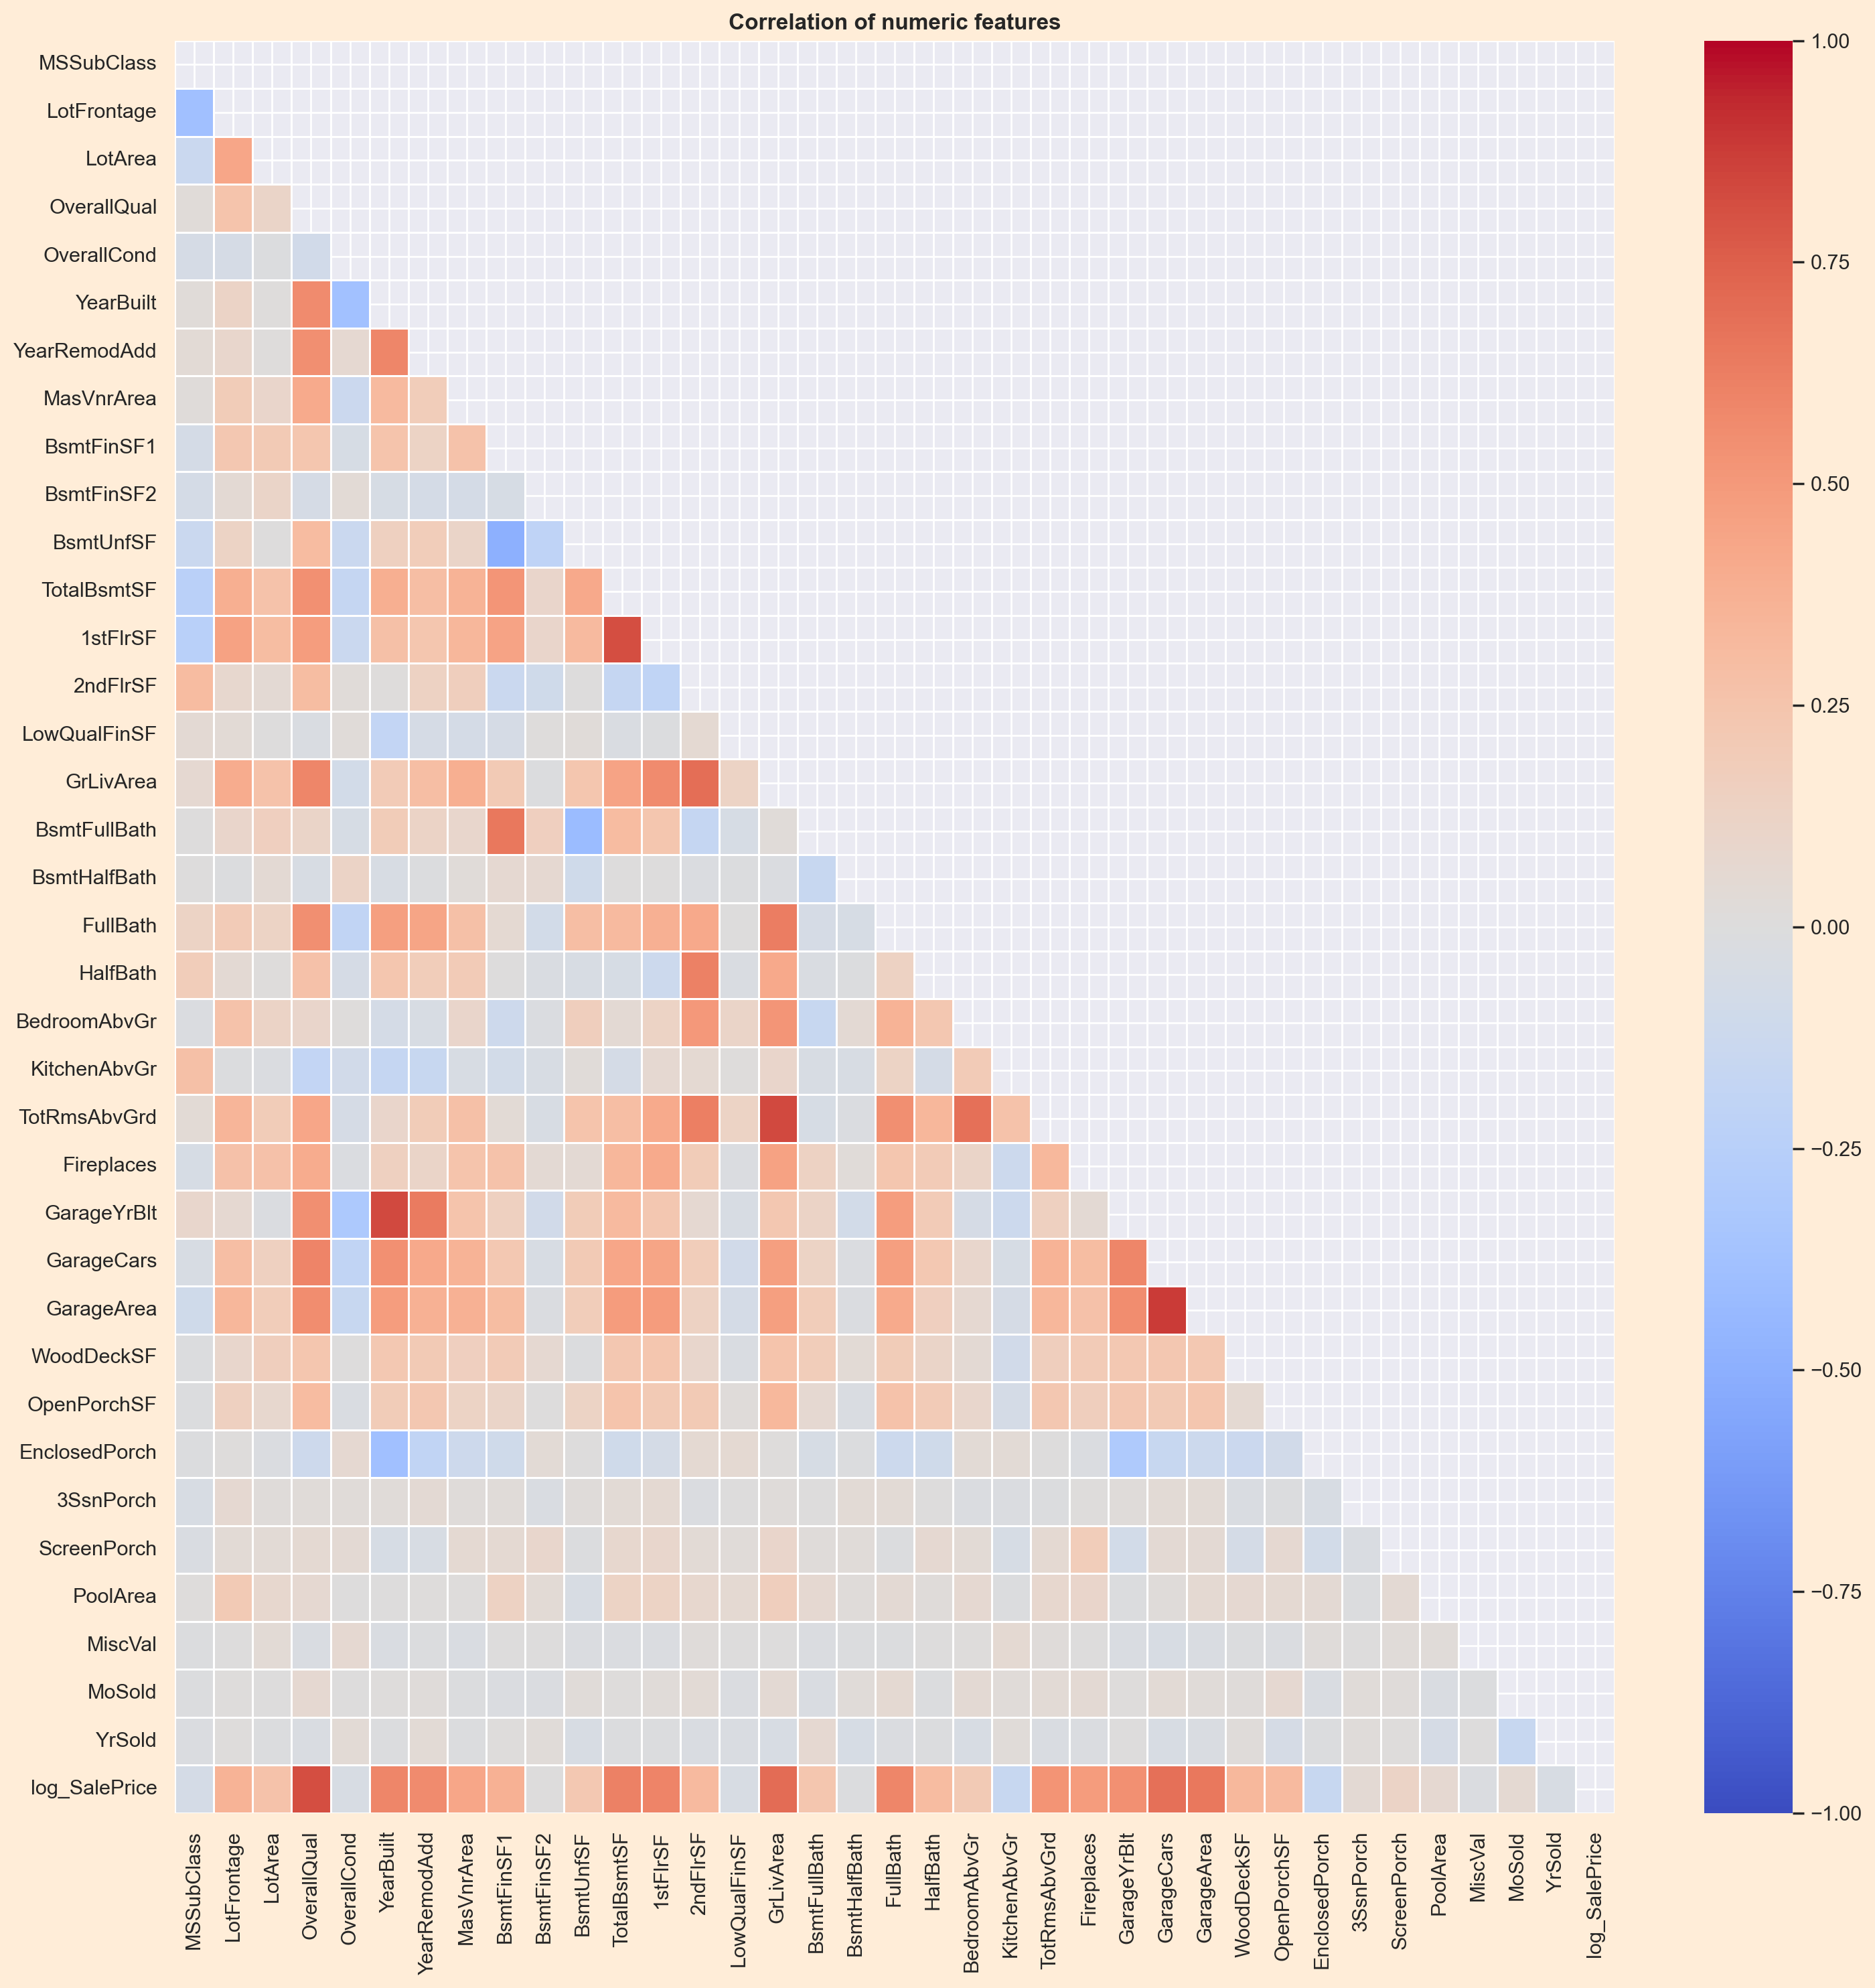 Correlation of numeric features
MSSubClass
LotFrontage
LotArea
OverallQual
OverallCond
YearBuilt
YearRemodAdd
MasVnrArea
BsmtFinSF1
BsmtFinSF2
BsmtUnfSF
TotalBsmtSF
1stFlrSF
2ndFlrSF
LowQualFinSF
GrLivArea
BsmtFullBath
BsmtHalfBath
FullBath
HalfBath
BedroomAbvGr
KitchenAbvGr
TotRmsAbvGrd
Fireplaces
GarageYrBlt
GarageCars
GarageArea
WoodDeckSF
OpenPorchSF
EnclosedPorch
3SsnPorch
ScreenPorch
PoolArea
MiscVal
MoSold
YrSold
log_SalePrice
MSSubClass
LotFrontage
LotArea
OverallQual
OverallCond
YearBuilt
YearRemodAdd
MasVnrArea
BsmtFinSF1
BsmtFinSF2
BsmtUnfSF
TotalBsmtSF
1stFlrSF
2ndFlrSF
LowQualFinSF
GrLivArea
BsmtFullBath
BsmtHalfBath
FullBath
HalfBath
BedroomAbvGr
KitchenAbvGr
TotRmsAbvGrd
Fireplaces
GarageYrBlt
GarageCars
GarageArea
WoodDeckSF
OpenPorchSF
EnclosedPorch
3SsnPorch
ScreenPorch
PoolArea
MiscVal
MoSold
YrSold
log_SalePrice
1.00
0.75
0.50
0.25
0.00
−0.25
−0.50
−0.75
−1.00